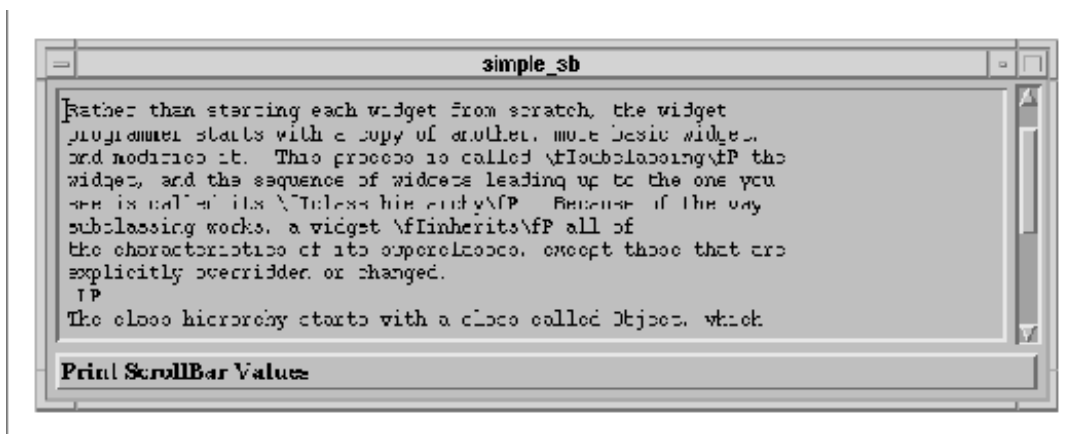 simple_sb
Rather than starting each widget from scratch, the widget
programmer starts with a copy of another, more basic widget,
and modifies it.  This process is called \fIsubclassing\fP the
widget, and the sequence of widgets leading up to the one you
see is called its \fIclass hierarchy\fP.  Because of the way
subclassing works, a widget \fIinherits\fP all of
the characteristics of its superclasses, except those that are
explicitly overridden or changed.
.LP
The class hierarchy starts with a class called Object, which
Print ScrollBar Values